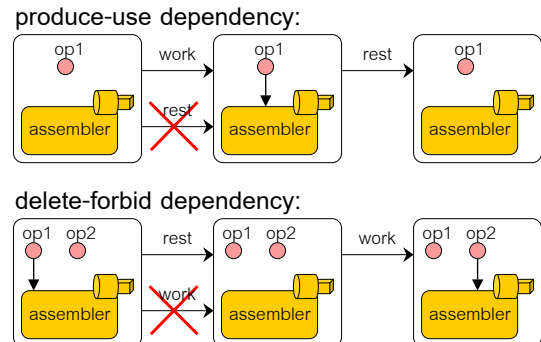 produce-use dependency:
op1 work op1 rest op1
rest
assembler assembler assembler
delete-forbid dependency:
op1 op2 rest op1 op2 work op1 op2
work
assembler assembler assembler